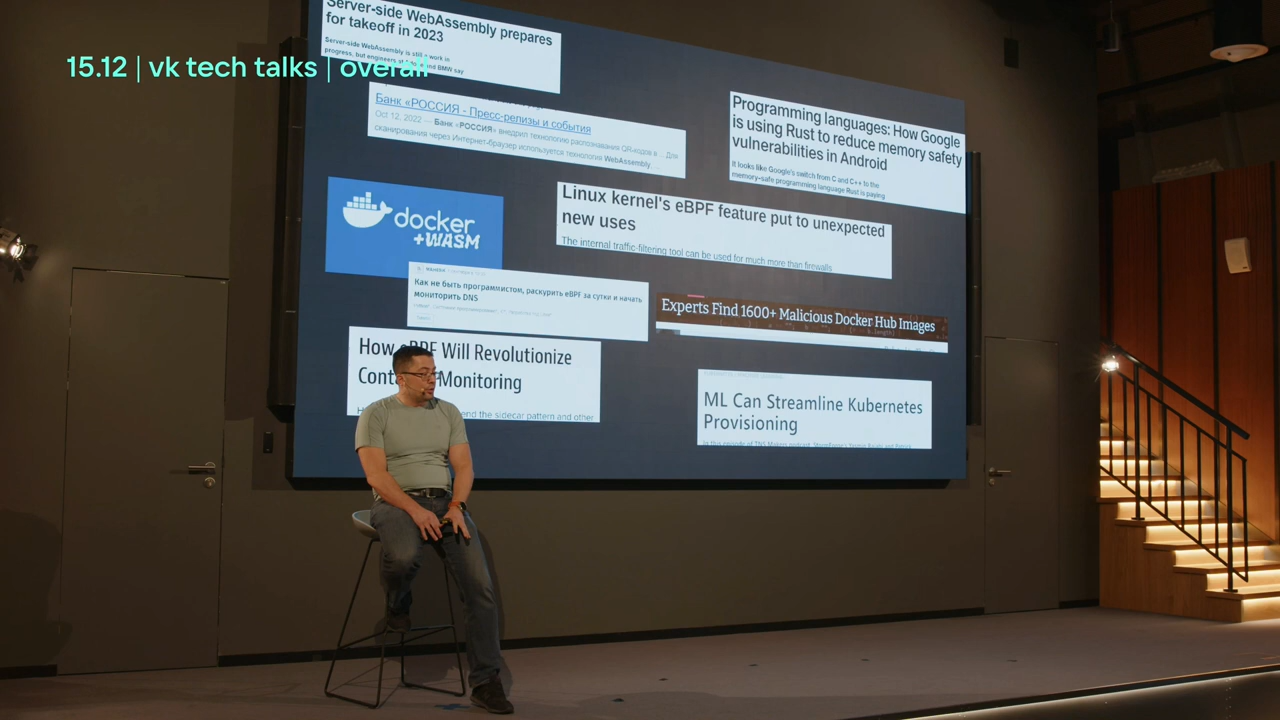 Server-side WebAssembly prepares
for takeoff in 2023
Server-side WebAssembly is still a work in
progress, but engineers at and BMW say
15.12 | vk tech talks | overall
Банк «РОССИЯ - Пресс-релизы и события
Oct 12, 2022 — Банк «РОССИЯ» внедрил технологию распознавания QR-кодов в ... Для
сканирования через Интернет-браузер используется технология WebAssembly
Programming languages: How Google
is using Rust to reduce memory safety
vulnerabilities in Android
It looks like Google's switch from C and C++ to the
memory-safe programming language Rust is paying
docker
+WASM
Linux kernel's eBPF feature put to unexpected
new uses
The internal traffic-filtering tool can be used for much more than firewalls
Как не быть программистом, раскурить eBPF за сутки и начать
мониторить DNS
Experts Find 1600+ Malicious Docker Hub Images
How eBPF Will Revolutionize
Monitoring
end the sidecar pattern and other
ML Can Streamline Kubernetes
Provisioning